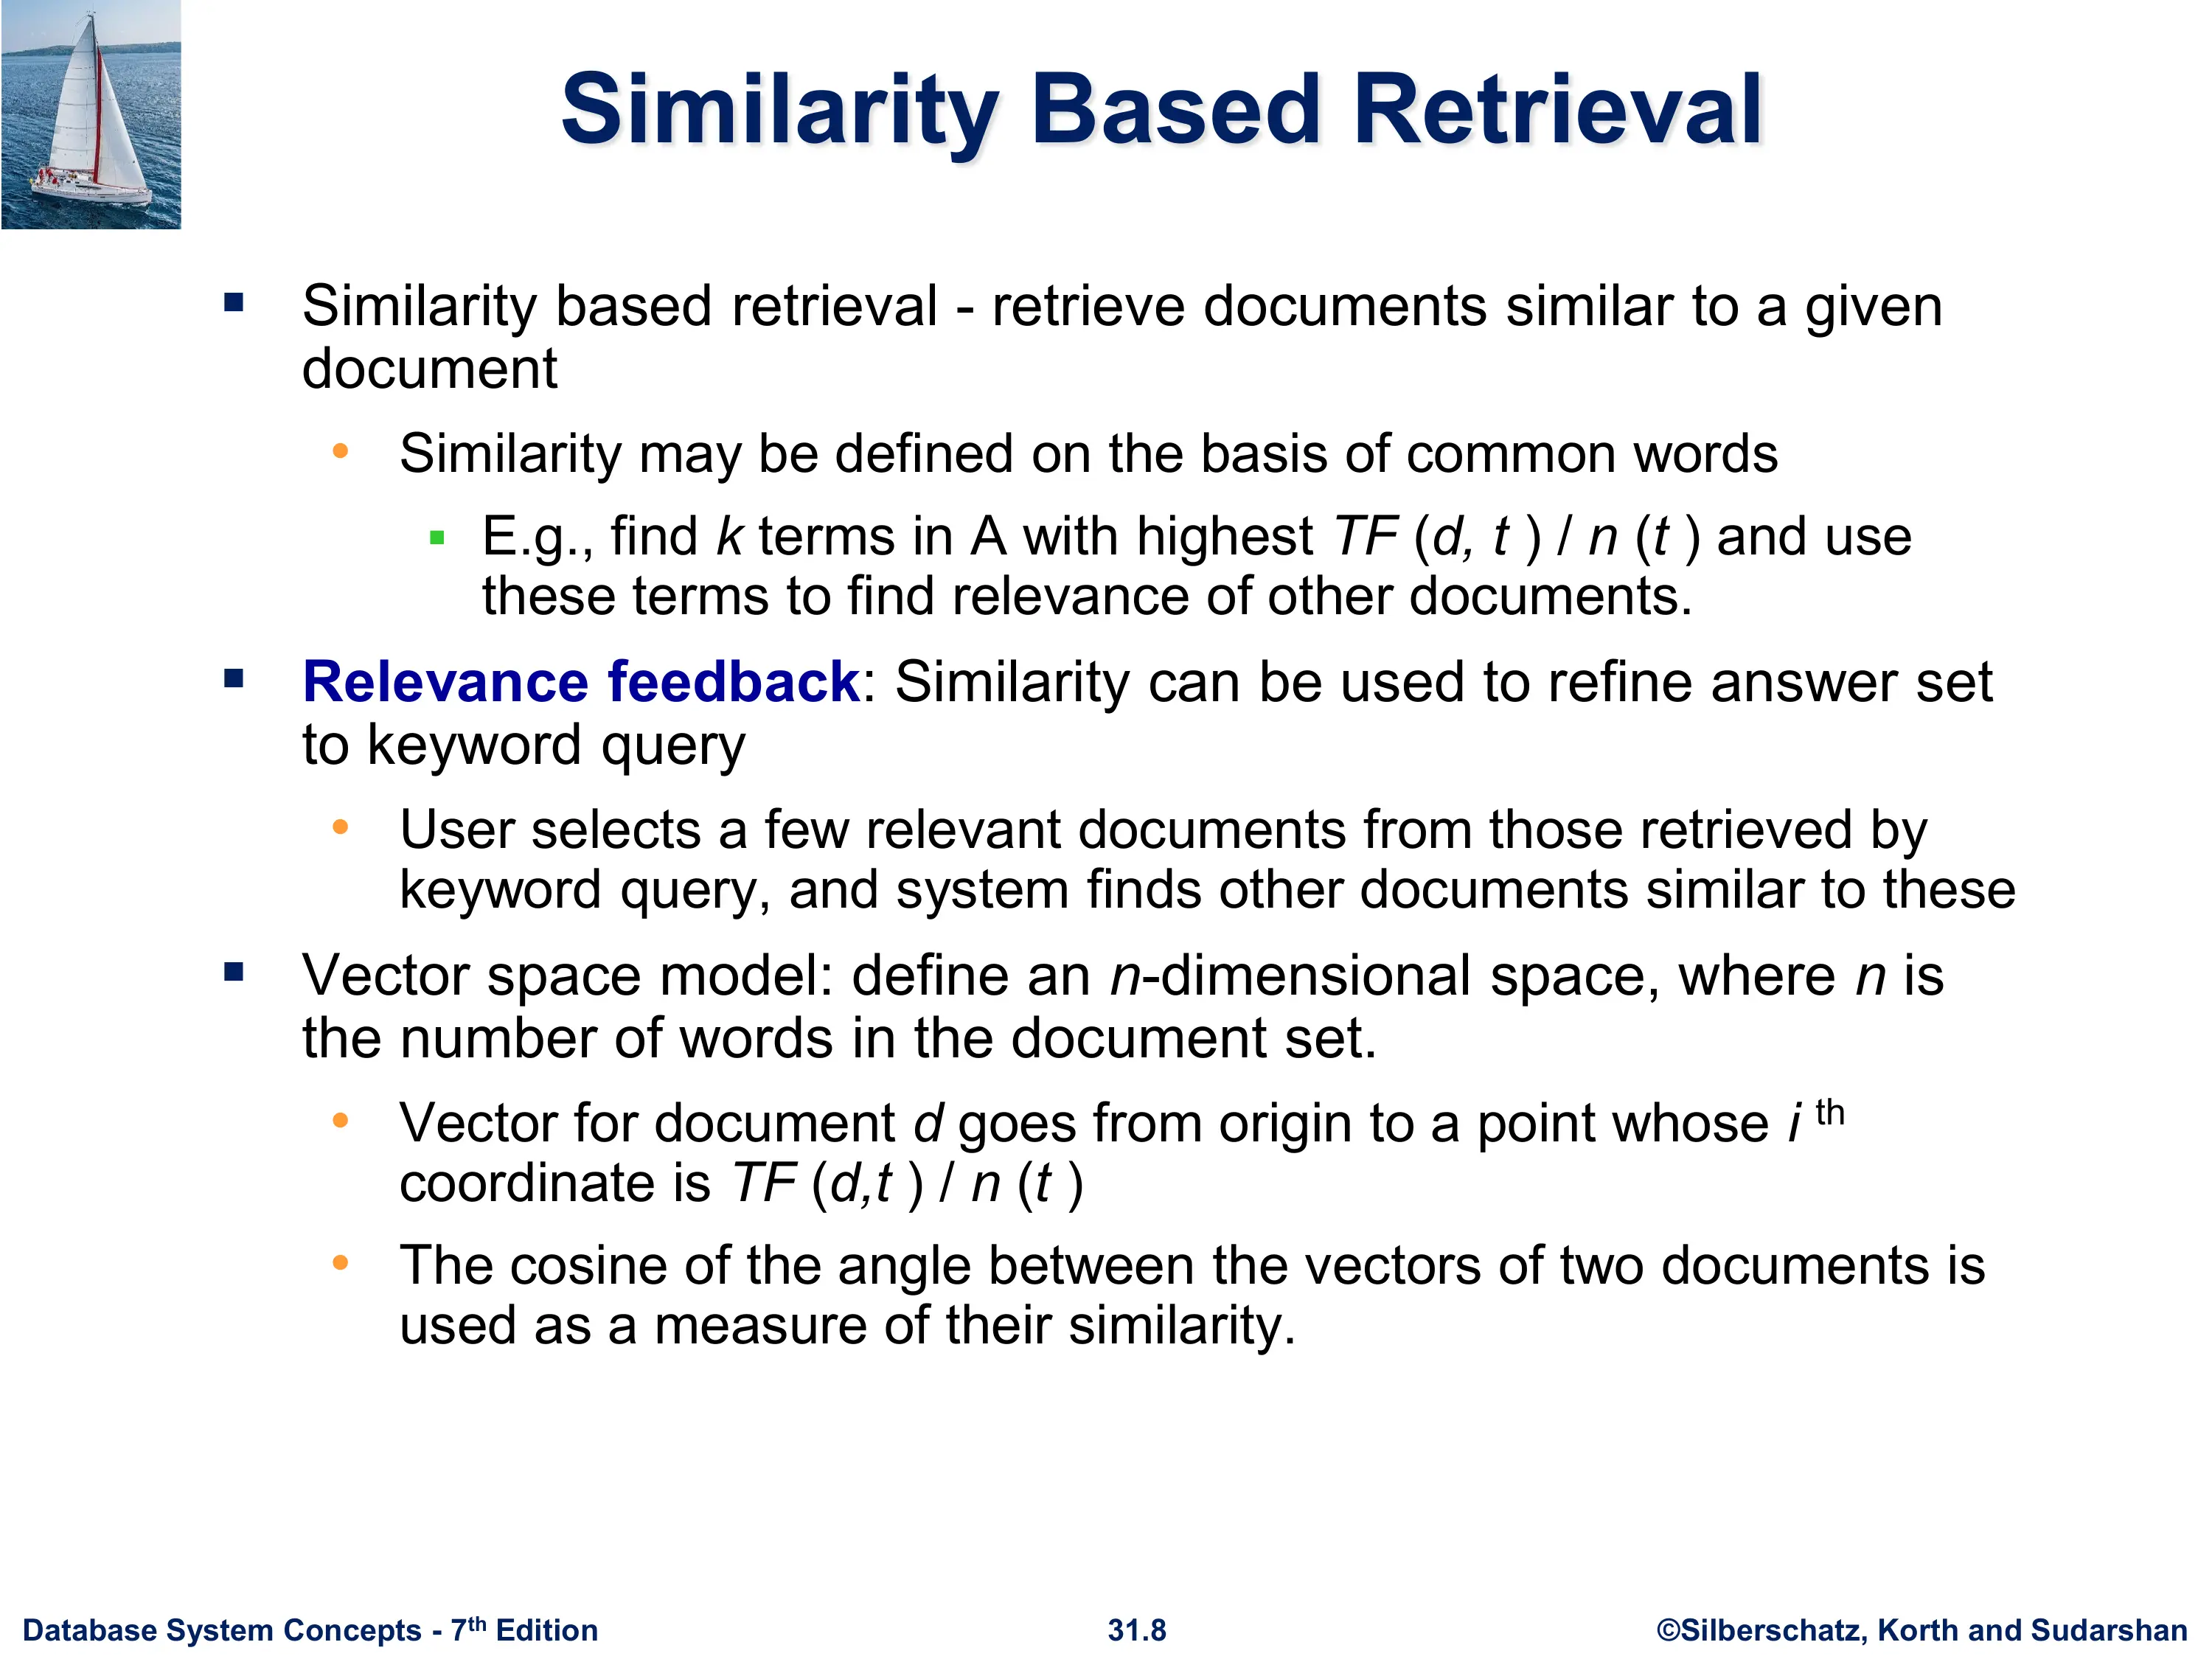 Similarity Based Retrieval
▪ Similarity based retrieval - retrieve documents similar to a given
document
• Similarity may be defined on the basis of common words
▪ E.g., find k terms in A with highest TF (d, t ) / n (t ) and use
these terms to find relevance of other documents.
▪ Relevance feedback: Similarity can be used to refine answer set
to keyword query
• User selects a few relevant documents from those retrieved by
keyword query, and system finds other documents similar to these
▪ Vector space model: define an n-dimensional space, where n is
the number of words in the document set.
• Vector for document d goes from origin to a point whose i th
coordinate is TF (d,t ) / n (t )
• The cosine of the angle between the vectors of two documents is
used as a measure of their similarity.
Database System Concepts - 7th Edition
31.8
©Silberschatz, Korth and Sudarshan